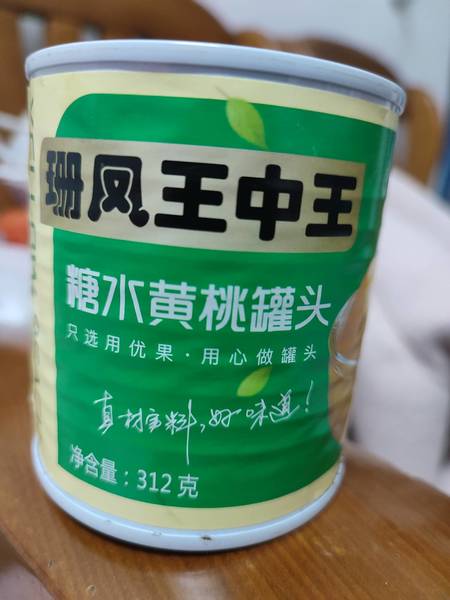 珊凤王中王
糖水黄桃罐头
只选用优果·用心做罐头
真材实料,好味道!
净含量:312克